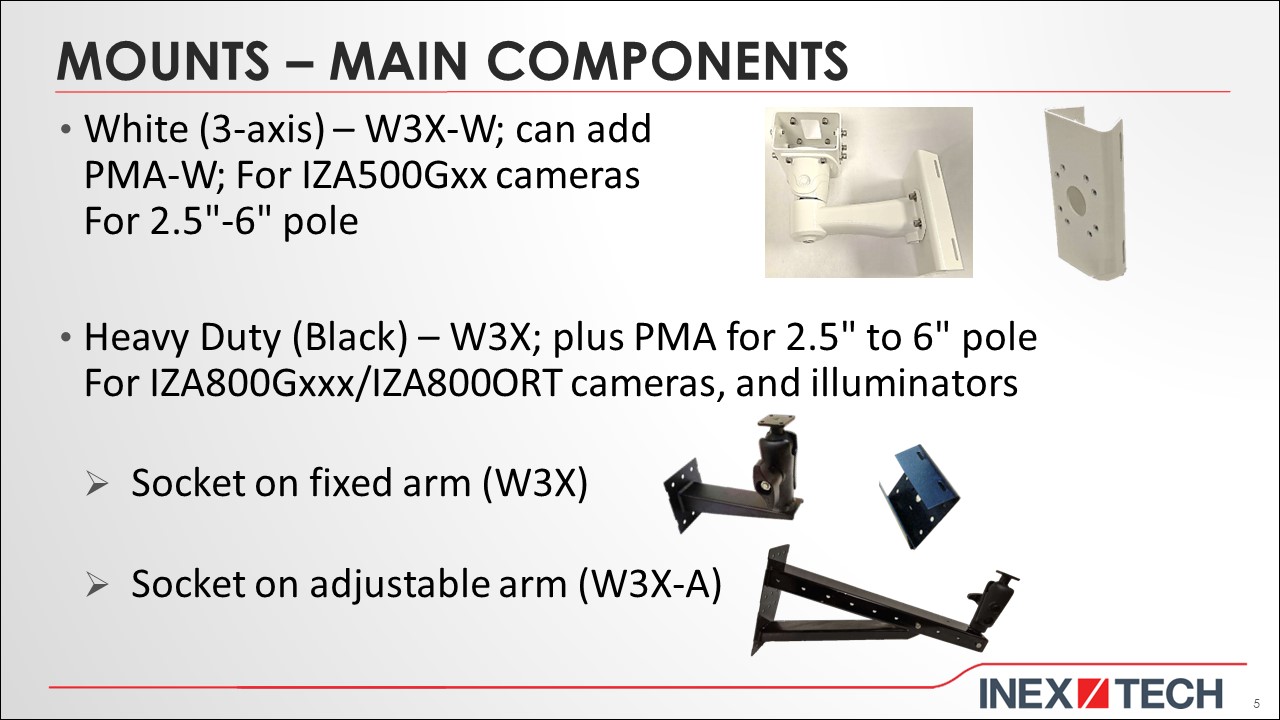 MOUNTS – MAIN COMPONENTS
• White (3-axis) – W3X-W; can add
PMA-W; For IZA500Gxx cameras
For 2.5"-6" pole
• Heavy Duty (Black) – W3X; plus PMA for 2.5" to 6" pole
For IZA800Gxxx/IZA800ORT cameras, and illuminators
➢ Socket on fixed arm (W3X)
➢ Socket on adjustable arm (W3X-A)
INEX TECH
5